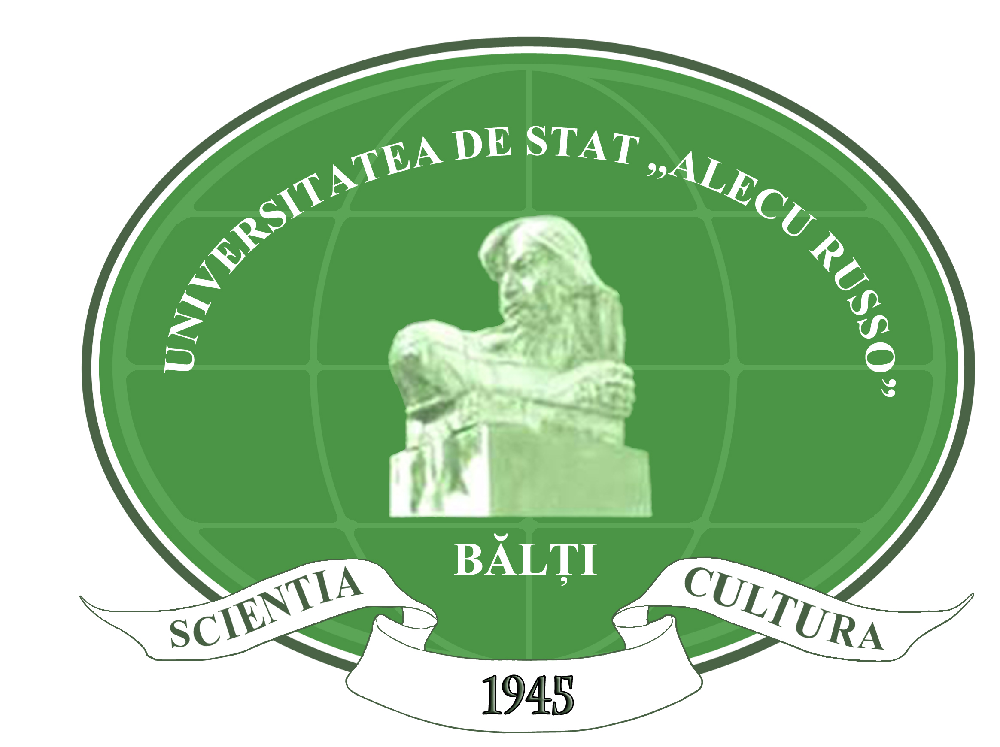 UNIVERSITATEA DE STAT „ALECU RUSSO”
BĂLȚI
SCIENTIA
CULTURA
1945